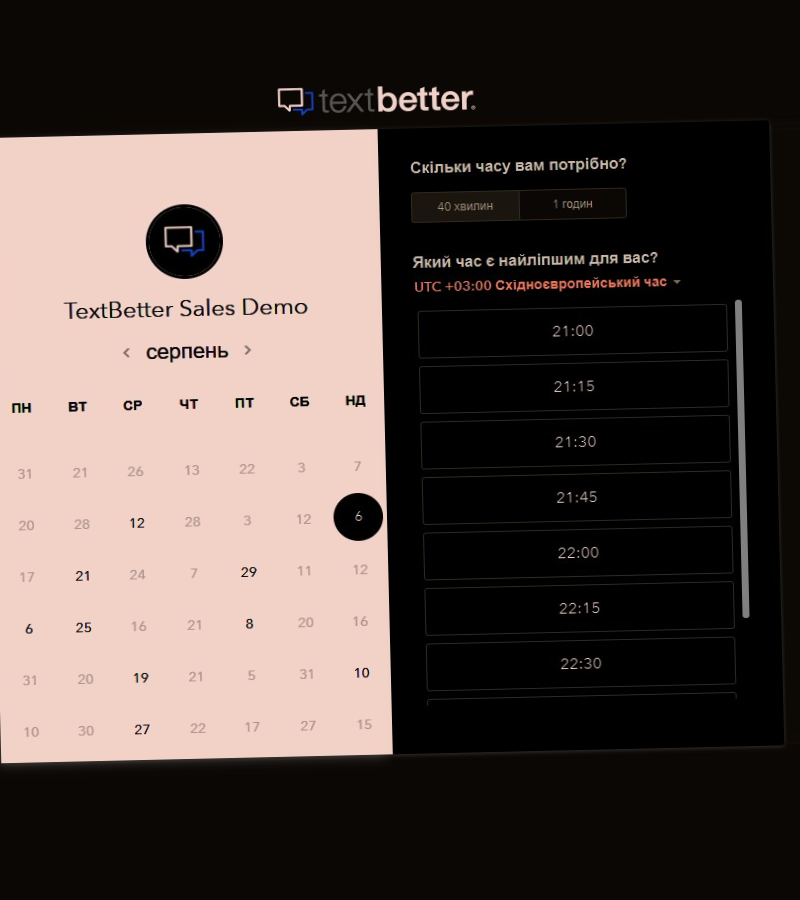 textbetter.
TextBetter Sales Demo
серпень
ПН ВТ СР ЧТ ПТ СБ НД
31 21 26 13 22 3 7
20 28 12 28 3 12 6
17 21 24 7 29 11 12
6 25 16 21 8 20 16
31 20 19 21 5 31 10
10 30 27 22 17 27 15
Скільки часу вам потрібно?
40 хвилин 1 годин
Який час є найліпшим для вас?
UTC +03:00 Східноєвропейський час
21:00
21:15
21:30
21:45
22:00
22:15
22:30